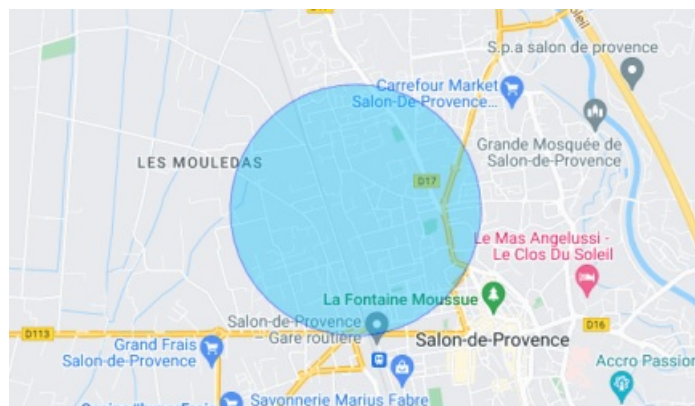 D17
S.p.a salon de provence
Carrefour Market
Salon-De-Provence...
Grande Mosquée de
Salon-de-Provence
LES MOULEDAS
D17
Le Mas Angelussi -
Le Clos Du Soleil
La Fontaine Moussue
Salon-de-Provence
– Gare routière
D113
Salon-de-Provence
D16
Grand Frais
Salon-de-Provence
Accro Passion
Savonnerie Marius Fabre